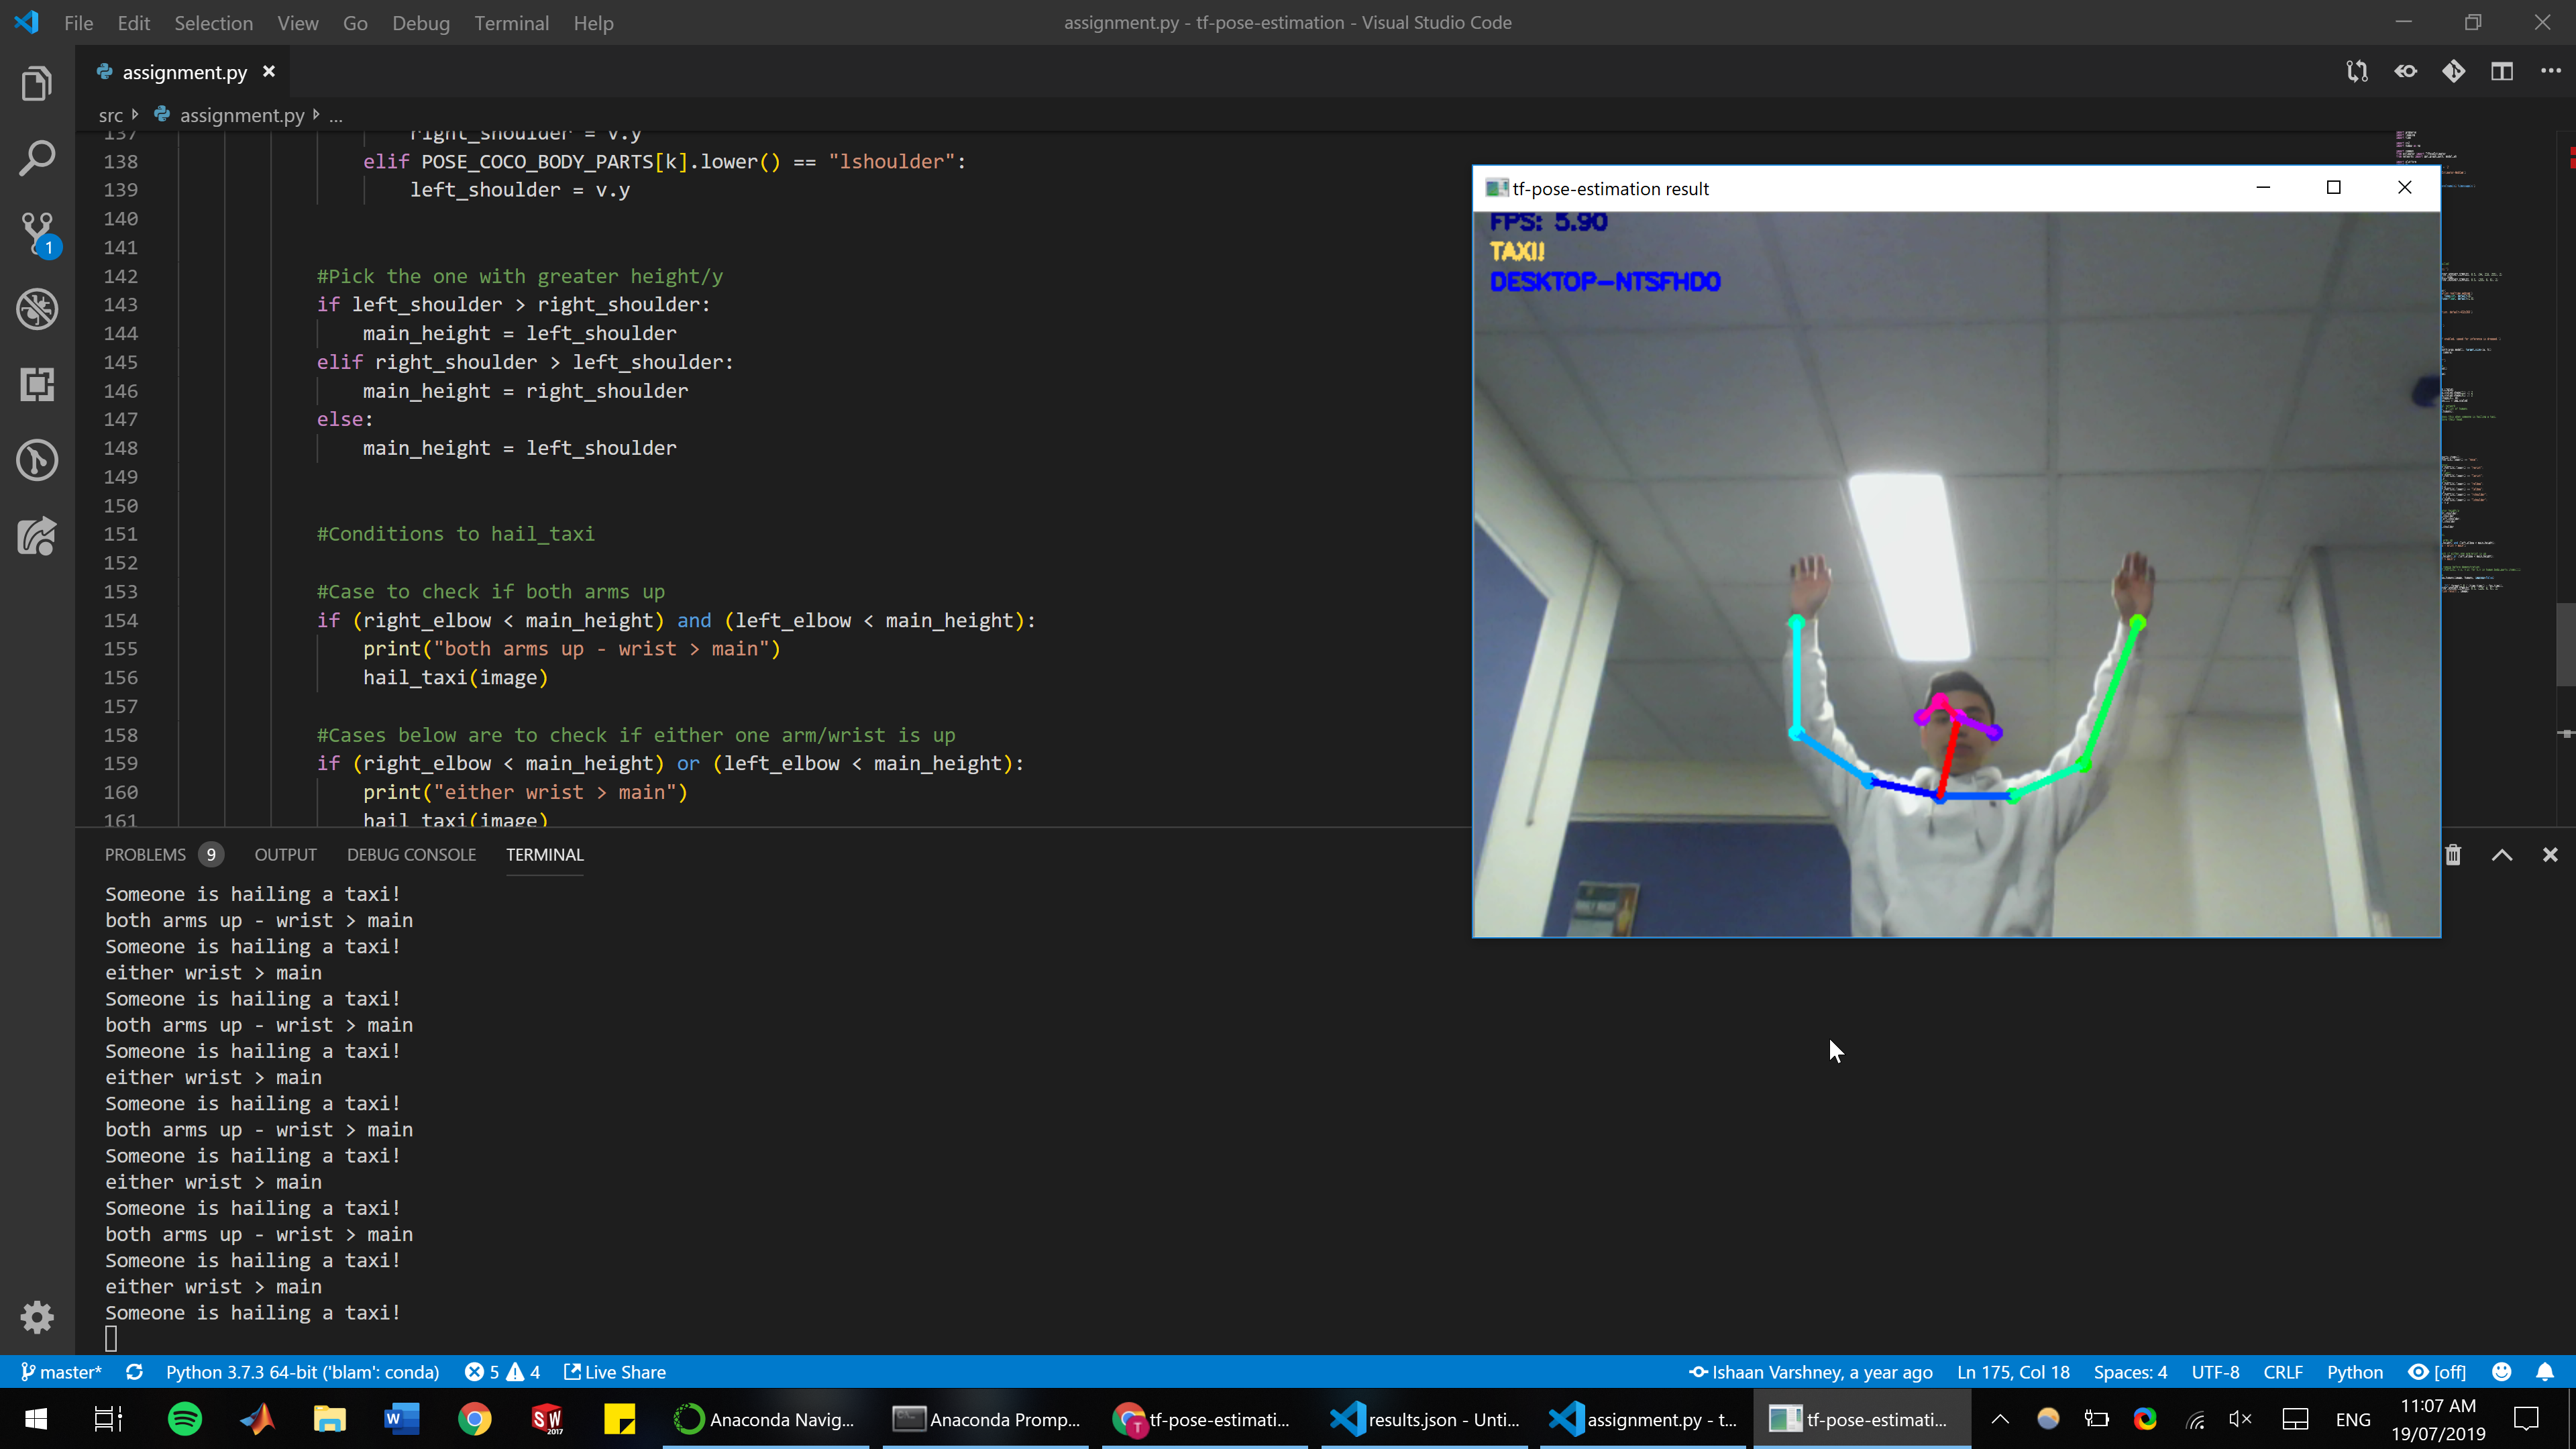 File Edit Selection View Go Debug Terminal Help
assignment.py - tf-pose-estimation - Visual Studio Code
assignment.py
src assignment.py ...
137 right_shoulder = v.y
138 elif POSE_COCO_BODY_PARTS[k].lower() == "lshoulder":
139 left_shoulder = v.y
140
141
142 #Pick the one with greater height/y
143 if left_shoulder > right_shoulder:
144 main_height = left_shoulder
145 elif right_shoulder > left_shoulder:
146 main_height = right_shoulder
147 else:
148 main_height = left_shoulder
149
150
151 #Conditions to hail_taxi
152
153 #Case to check if both arms up
154 if (right_elbow < main_height) and (left_elbow < main_height):
155 print("both arms up - wrist > main")
156 hail_taxi(image)
157
158 #Cases below are to check if either one arm/wrist is up
159 if (right_elbow < main_height) or (left_elbow < main_height):
160 print("either wrist > main")
161 hail_taxi(image)
tf-pose-estimation result
FPS: 3.90
TAXI!
DESKTOP-NTSFHDO
1
PROBLEMS 9 OUTPUT DEBUG CONSOLE TERMINAL
Someone is hailing a taxi!
both arms up - wrist > main
Someone is hailing a taxi!
either wrist > main
Someone is hailing a taxi!
both arms up - wrist > main
Someone is hailing a taxi!
either wrist > main
Someone is hailing a taxi!
both arms up - wrist > main
Someone is hailing a taxi!
either wrist > main
Someone is hailing a taxi!
both arms up - wrist > main
Someone is hailing a taxi!
either wrist > main
Someone is hailing a taxi!
master* Python 3.7.3 64-bit ('blam': conda) 5 4 Live Share Ishaan Varshney, a year ago Ln 175, Col 18 Spaces: 4 UTF-8 CRLF Python [off]
Anaconda Navig... Anaconda Promp... tf-pose-estimati... results.json - Unti... assignment.py - t... tf-pose-estimati... ENG
11:07 AM
19/07/2019
SW
2017